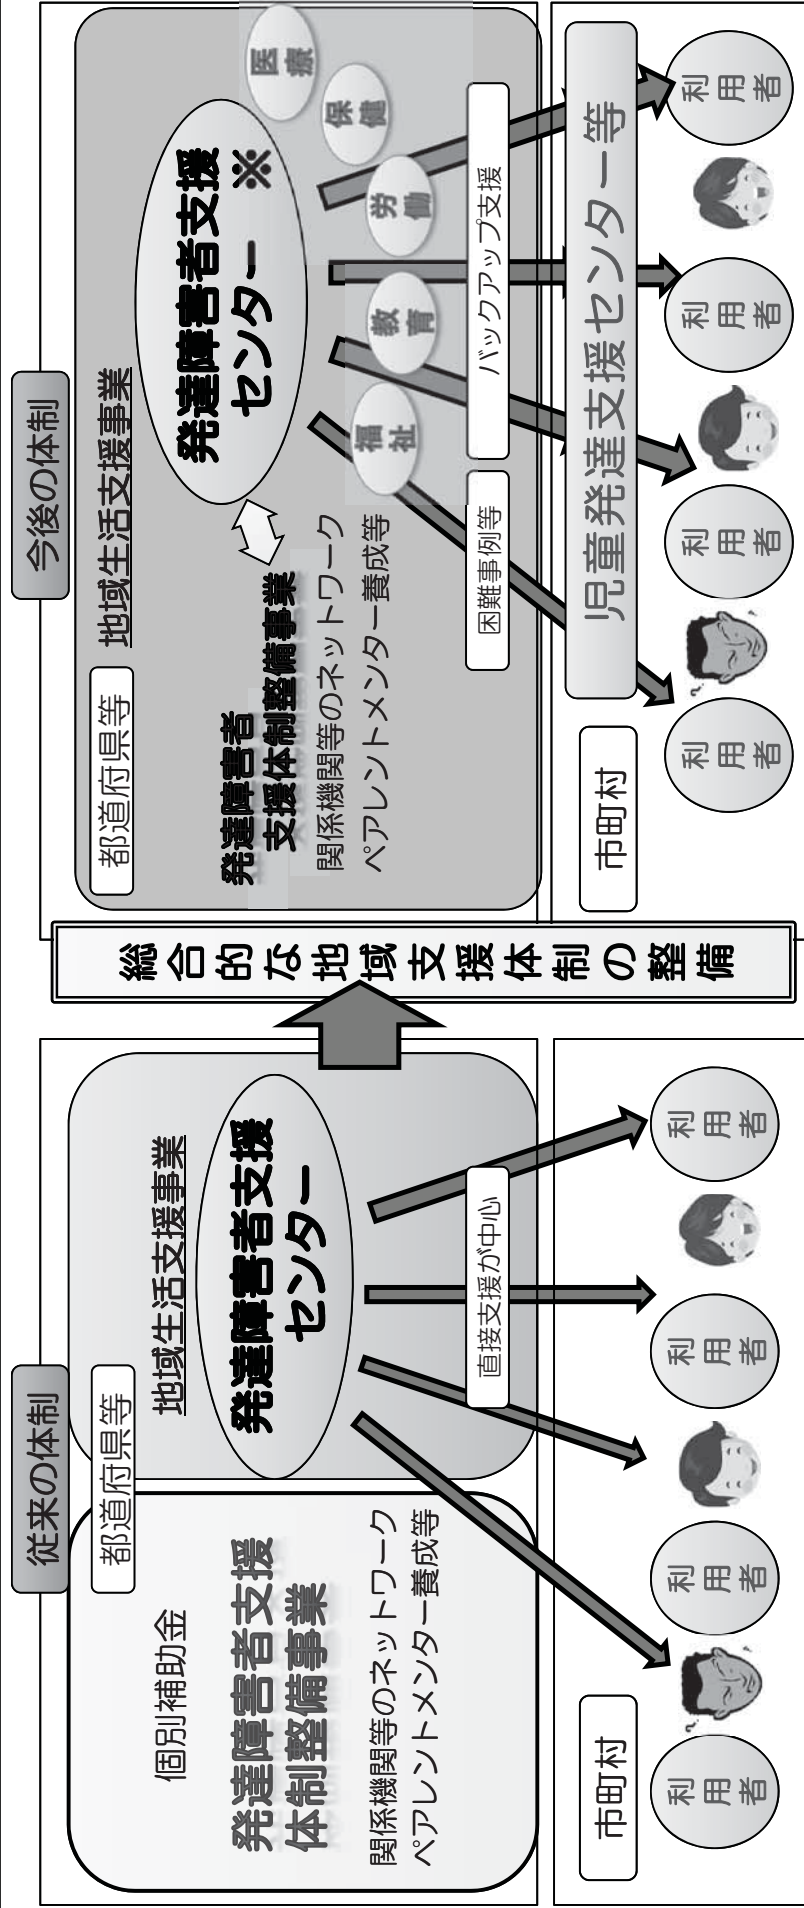 従来の体制
都道府県等
個別補助金
発達障害者支援
体制整備事業
関係機関等のネットワーク
ペアレントメンター養成等
地域生活支援事業
発達障害者支援
センター
直接支援が中心
市町村
利用者
利用者
利用者
利用者
総合的な地域支援体制の整備
今後の体制
都道府県等
地域生活支援事業
発達障害者支援
センター ※
発達障害者
支援体制整備事業
関係機関等のネットワーク
ペアレントメンター養成等
福祉
教育
労働
保健
医療
困難事例等
バックアップ支援
児童発達支援センター等
市町村
利用者
利用者
利用者
利用者